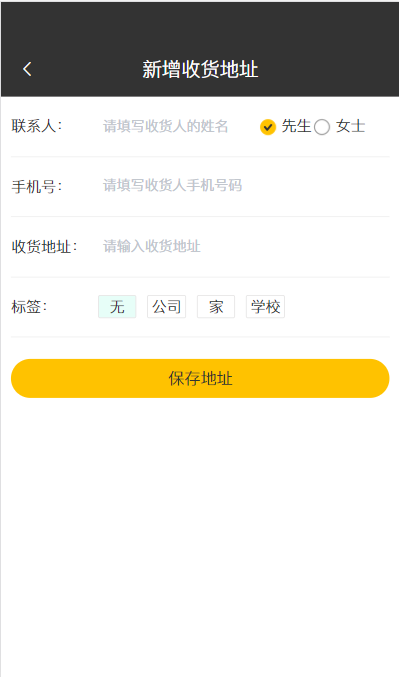 新增收货地址
联系人： 请填写收货人的姓名 先生 女士
手机号： 请填写收货人手机号码
收货地址： 请输入收货地址
标签： 无 公司 家 学校
保存地址